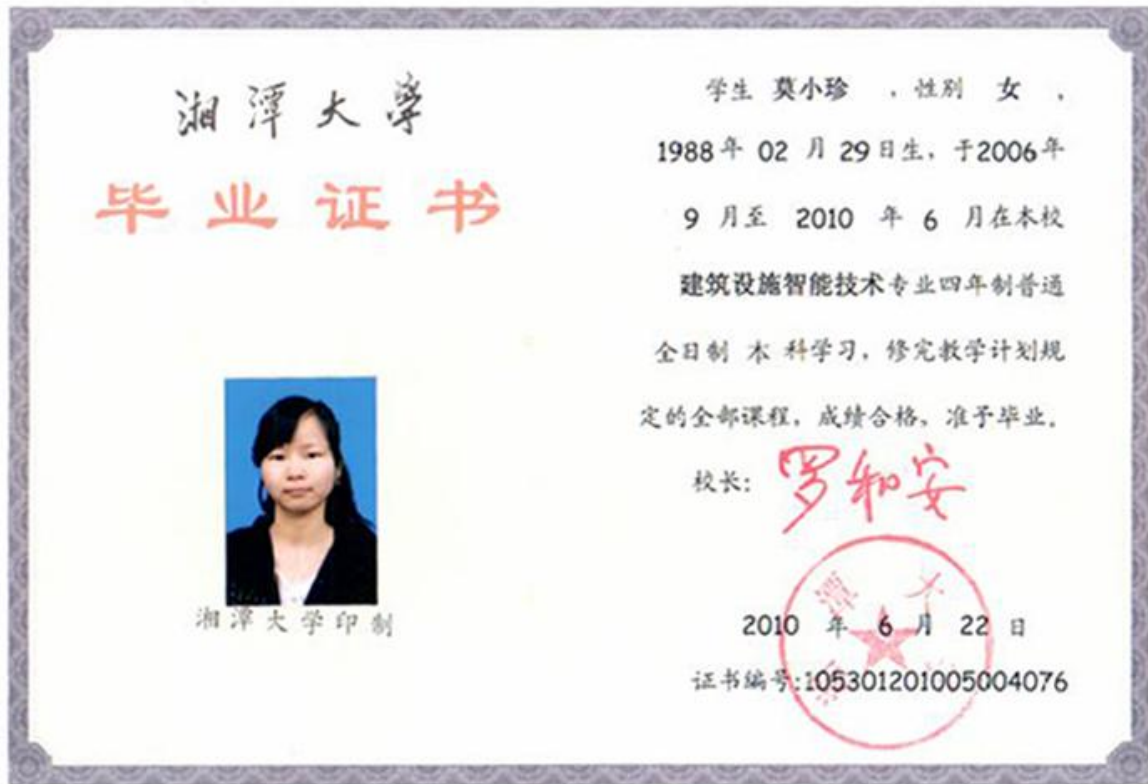 湘潭大学
毕业证书
湘潭大学印制
学生 莫小珍 ，性别 女 ，
1988年 02 月 29日生，于2006年
9 月至 2010 年 6 月在本校
建筑设施智能技术专业四年制普通
全日制 本 科学习，修完教学计划规
定的全部课程，成绩合格，准予毕业。
校长：罗和安
2010 年 6 月 22 日
证书编号:105301201005004076